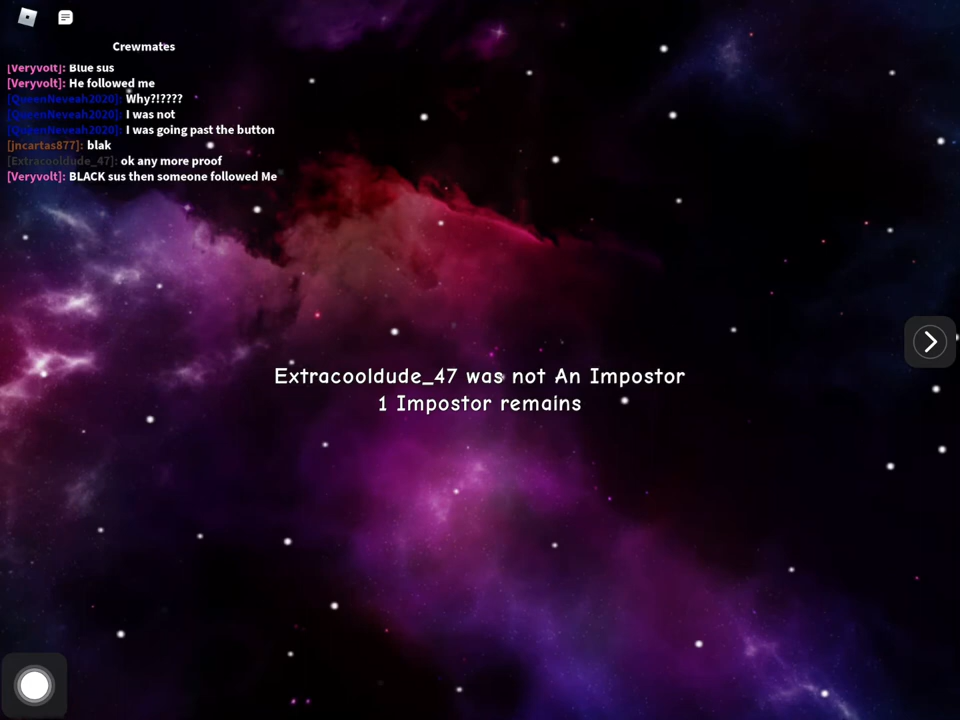 Crewmates
[Veryvolt]: Blue sus
[Veryvolt]: He followed me
[QueenNeveah2020]: Why?!????
[QueenNeveah2020]: I was not
[QueenNeveah2020]: I was going past the button
[jncartas877]: blak
[Extracooldude_47]: ok any more proof
[Veryvolt]: BLACK sus then someone followed Me
Extracooldude_47 was not An Impostor
1 Impostor remains